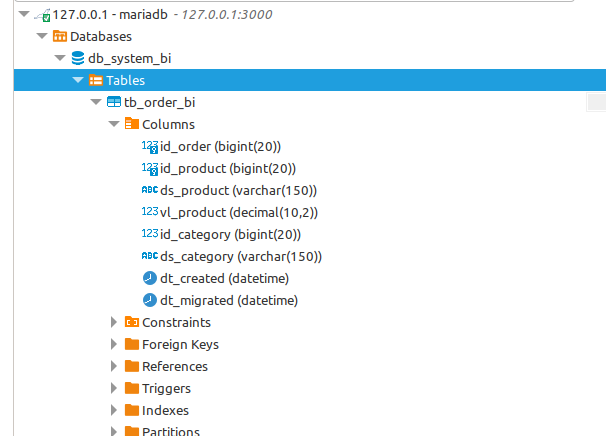 127.0.0.1 - mariadb - 127.0.0.1:3000
Databases
db_system_bi
Tables
tb_order_bi
Columns
123 id_order (bigint(20))
123 id_product (bigint(20))
ABC ds_product (varchar(150))
123 vl_product (decimal(10,2))
123 id_category (bigint(20))
ABC ds_category (varchar(150))
dt_created (datetime)
dt_migrated (datetime)
Constraints
Foreign Keys
References
Triggers
Indexes
Partitions